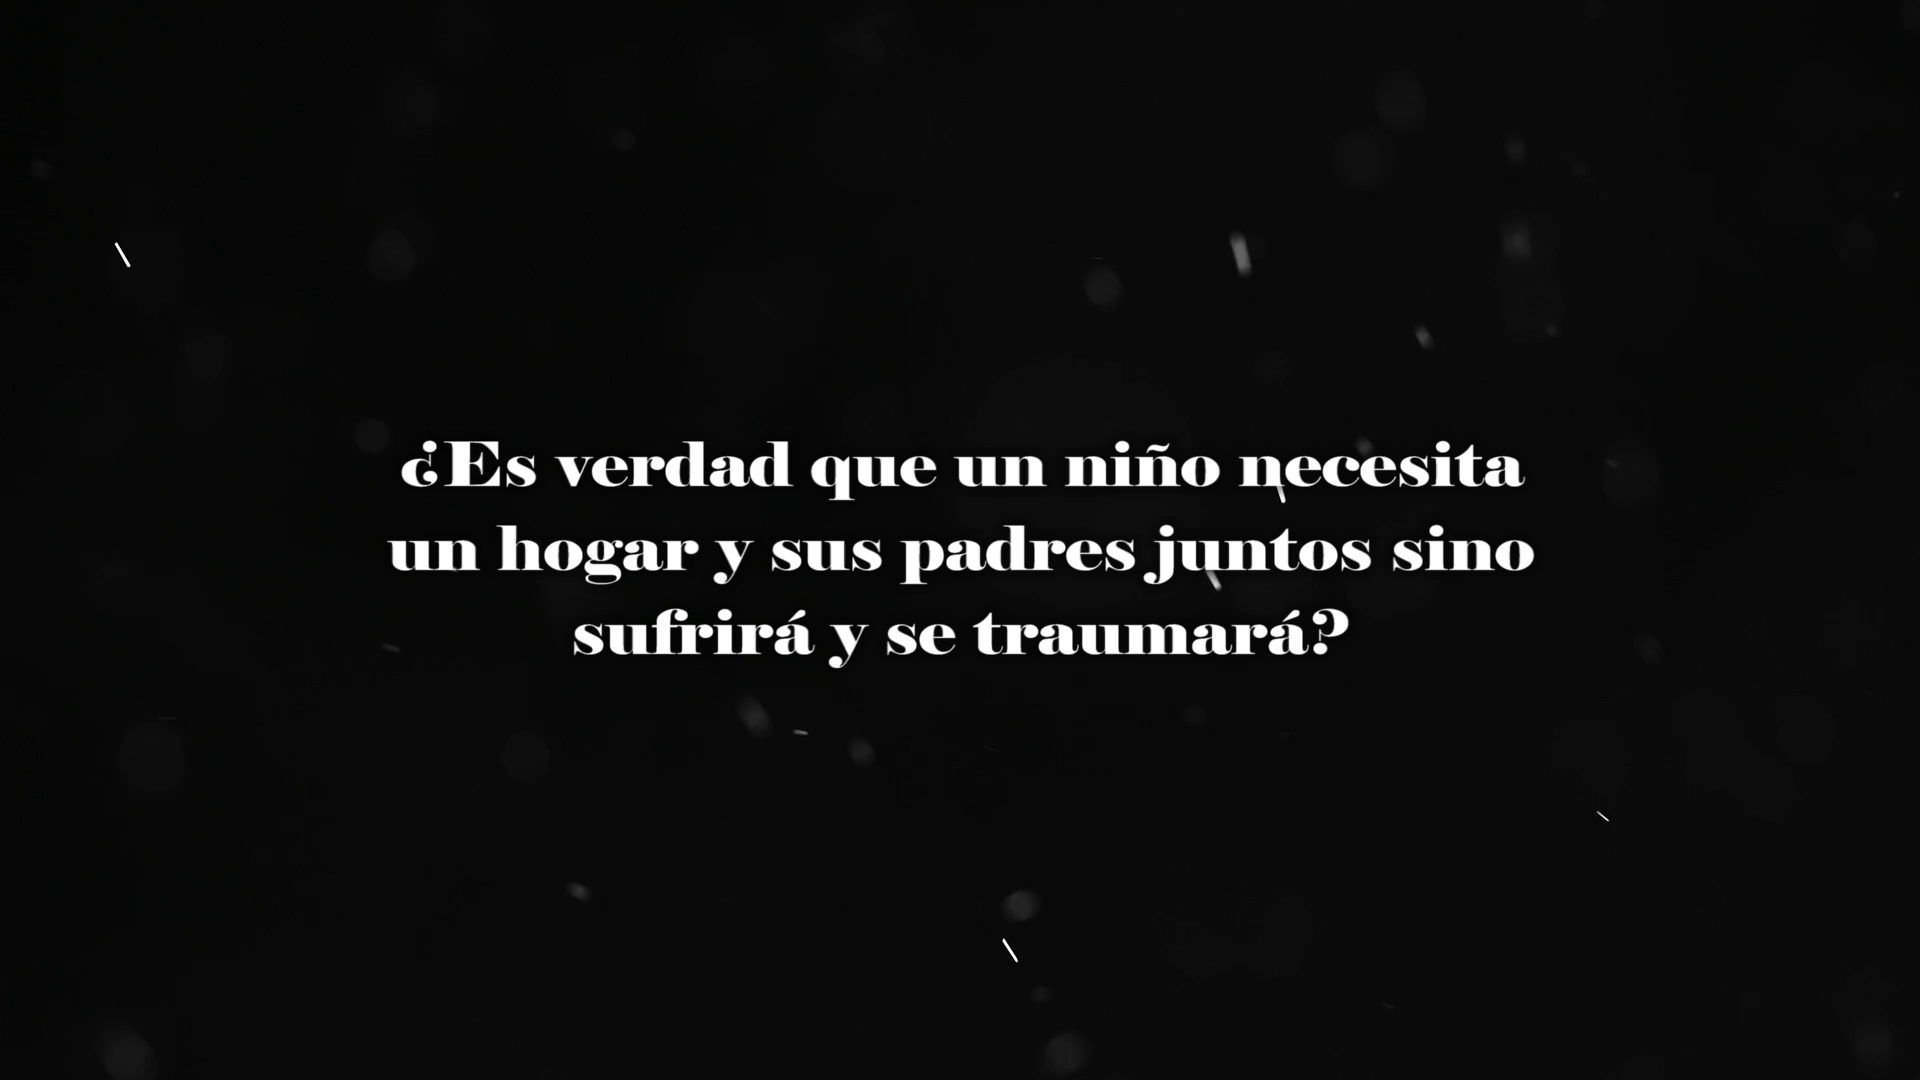 ¿Es verdad que un niño necesita
un hogar y sus padres juntos sino
sufrirá y se traumará?